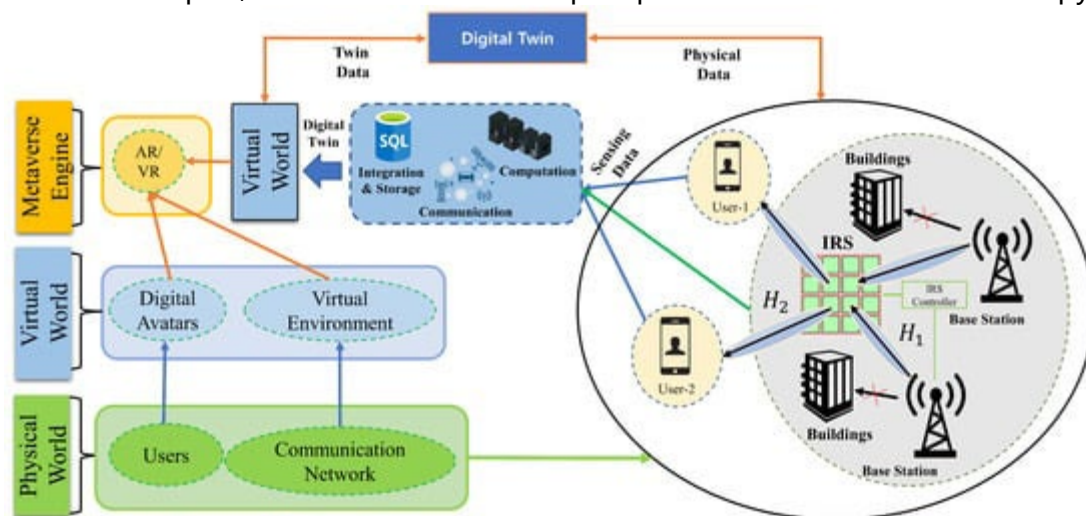 Digital Twin
Twin
Data
Physical
Data
Metaverse
Engine
AR/
VR
Virtual
World
Digital
Twin
SQL
Integration
& Storage
Computation
Communication
Sensing
Data
User-1
Buildings
IRS
IRS
Controller
Base Station
H₂
H₁
User-2
Buildings
Base Station
Virtual
World
Digital
Avatars
Virtual
Environment
Physical
World
Users
Communication
Network